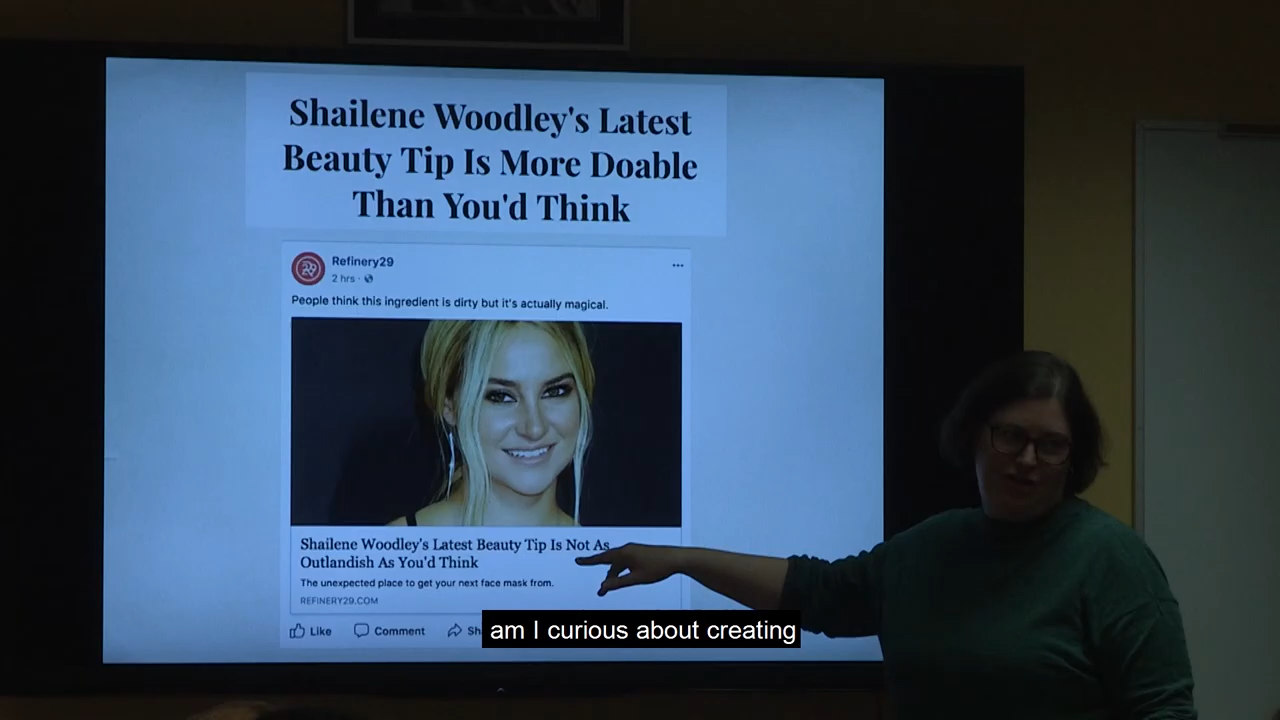 Shailene Woodley's Latest
Beauty Tip Is More Doable
Than You'd Think
29
Refinery29
2 hrs ·
People think this ingredient is dirty but it's actually magical.
Shailene Woodley's Latest Beauty Tip Is Not As
Outlandish As You'd Think
The unexpected place to get your next face mask from.
REFINERY29.COM
Like Comment Sh
am I curious about creating